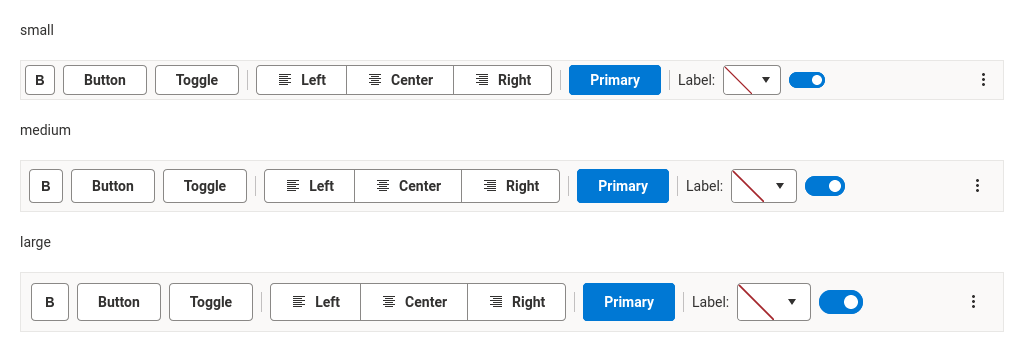 small
B Button Toggle Left Center Right Primary Label:
medium
B Button Toggle Left Center Right Primary Label:
large
B Button Toggle Left Center Right Primary Label: